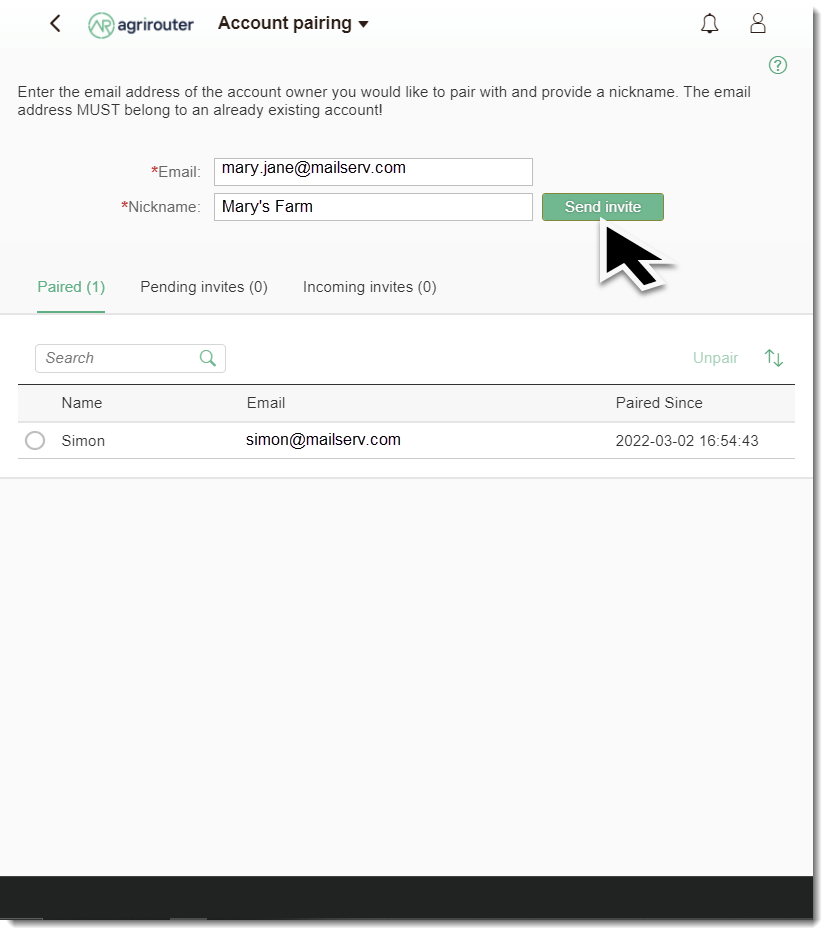 agrirouter Account pairing
Enter the email address of the account owner you would like to pair with and provide a nickname. The email
address MUST belong to an already existing account!
*Email: mary.jane@mailserv.com
*Nickname: Mary's Farm Send invite
Paired (1) Pending invites (0) Incoming invites (0)
Search Unpair
Name Email Paired Since
Simon simon@mailserv.com 2022-03-02 16:54:43